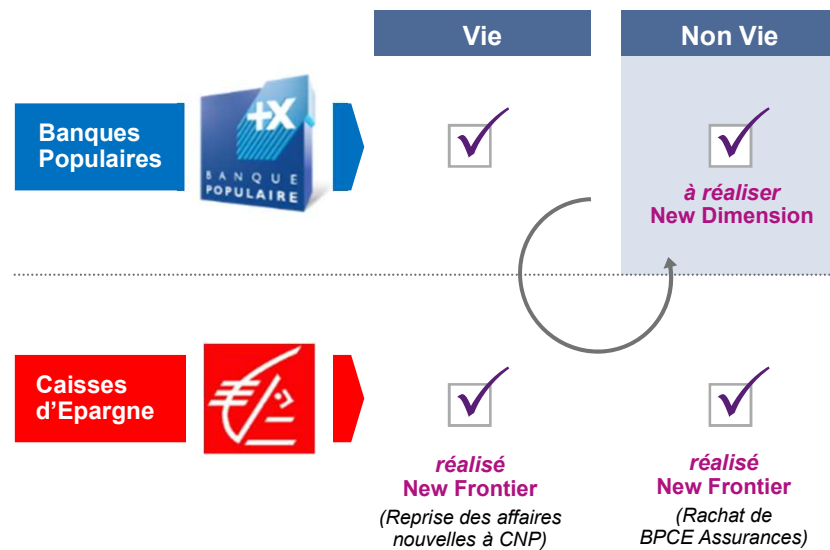 Vie
Non Vie
Banques
Populaires
+X
BANQUE
POPULAIRE
à réaliser
New Dimension
Caisses
d'Epargne
réalisé
New Frontier
(Reprise des affaires
nouvelles à CNP)
réalisé
New Frontier
(Rachat de
BPCE Assurances)